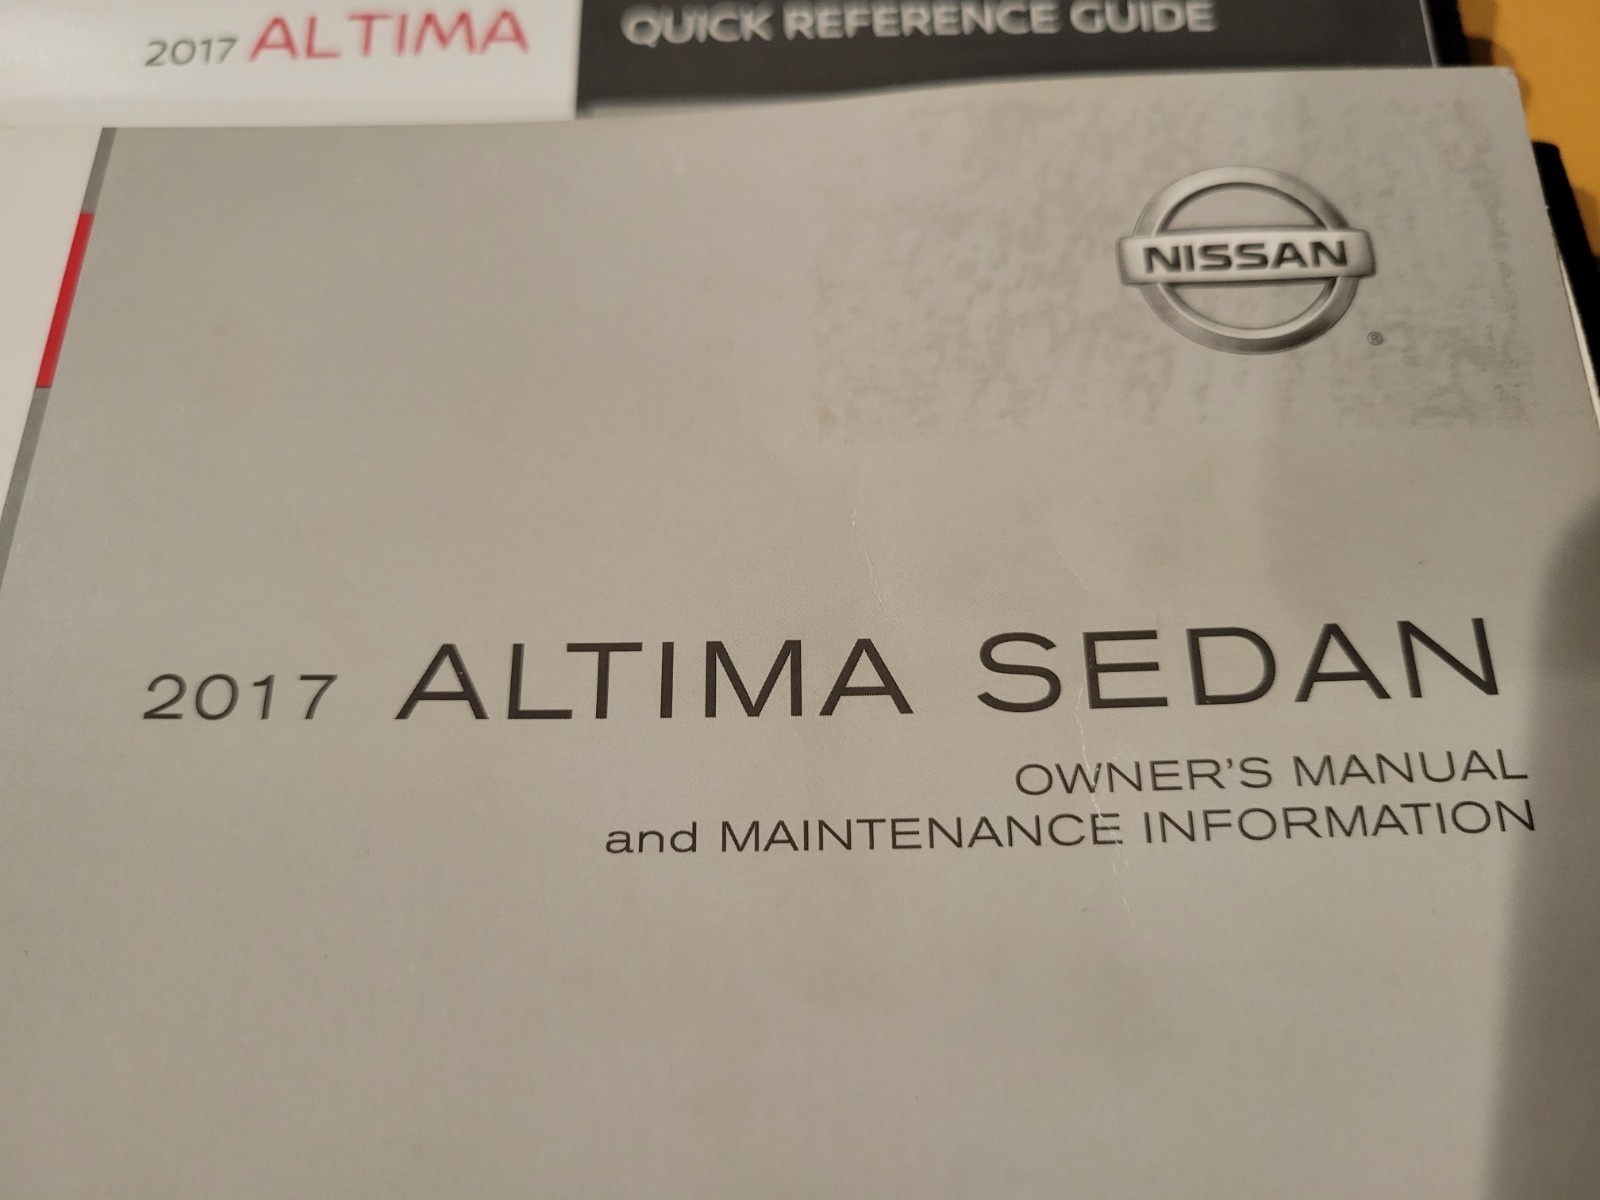 2017 ALTIMA
QUICK REFERENCE GUIDE
NISSAN
®
2017 ALTIMA SEDAN
OWNER'S MANUAL
and MAINTENANCE INFORMATION